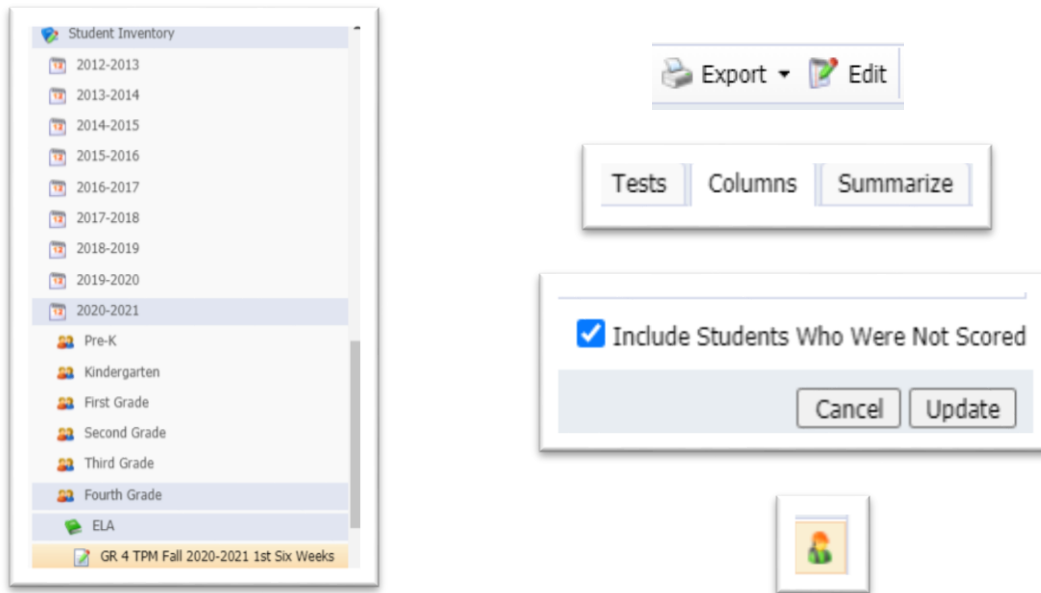 Student Inventory
2012-2013
2013-2014
2014-2015
2015-2016
2016-2017
2017-2018
2018-2019
2019-2020
2020-2021
Pre-K
Kindergarten
First Grade
Second Grade
Third Grade
Fourth Grade
ELA
GR 4 TPM Fall 2020-2021 1st Six Weeks
Export Edit
Tests Columns Summarize
Include Students Who Were Not Scored
Cancel Update